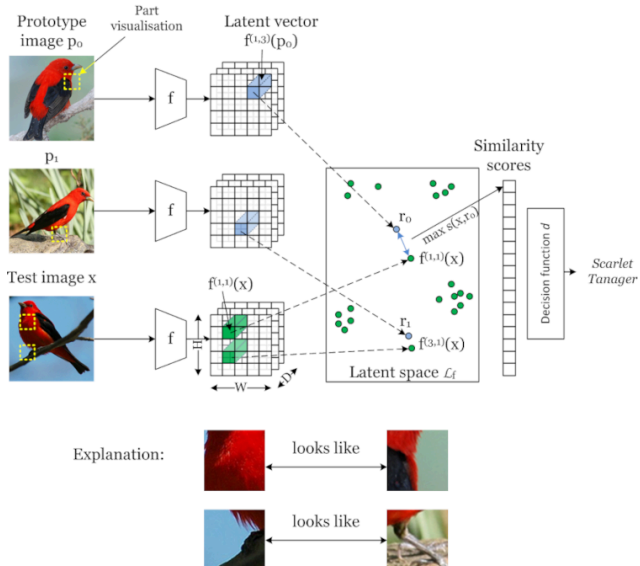 Prototype
image p₀
Part
visualisation
Latent vector
f⁽¹,³⁾(p₀)
f
p₁
f
Similarity
scores
r₀
max s(x,r₀)
f⁽¹,¹⁾(x)
Decision function d
Scarlet
Tanager
Test image x
f⁽¹,¹⁾(x)
f
H
W
D
r₁
f⁽³,¹⁾(x)
Latent space ℒf
Explanation:
looks like
looks like